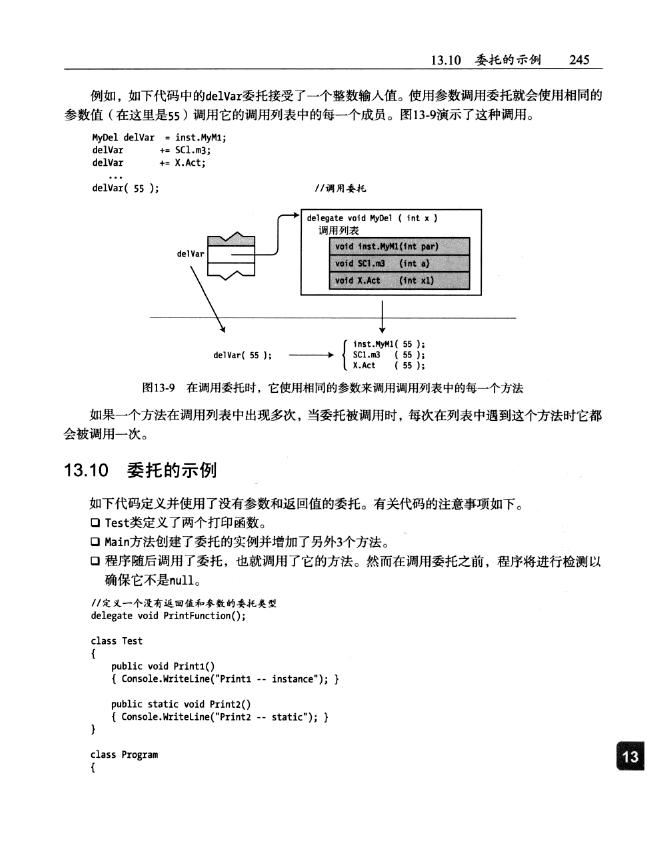 13.10 委托的示例 245
例如，如下代码中的delVar委托接受了一个整数输入值。使用参数调用委托就会使用相同的
参数值（在这里是55）调用它的调用列表中的每一个成员。图13-9演示了这种调用。
MyDel delVar = inst.MyM1;
delVar += SCl.m3;
delVar += X.Act;
...
delVar( 55 ); //调用委托
delegate void MyDel ( int x )
调用列表
delVar
void inst.MyM1(int par)
void SCl.m3 (int a)
void X.Act (int x1)
delVar( 55 );
inst.MyM1( 55 );
SCl.m3 ( 55 );
X.Act ( 55 );
图13-9 在调用委托时，它使用相同的参数来调用调用列表中的每一个方法
如果一个方法在调用列表中出现多次，当委托被调用时，每次在列表中遇到这个方法时它都
会被调用一次。
13.10 委托的示例
如下代码定义并使用了没有参数和返回值的委托。有关代码的注意事项如下。
❑ Test类定义了两个打印函数。
❑ Main方法创建了委托的实例并增加了另外3个方法。
❑ 程序随后调用了委托，也就调用了它的方法。然而在调用委托之前，程序将进行检测以
确保它不是null。
//定义一个没有返回值和参数的委托类型
delegate void PrintFunction();
class Test
{
public void Print1()
{ Console.WriteLine("Print1 -- instance"); }
public static void Print2()
{ Console.WriteLine("Print2 -- static"); }
}
class Program
{
13